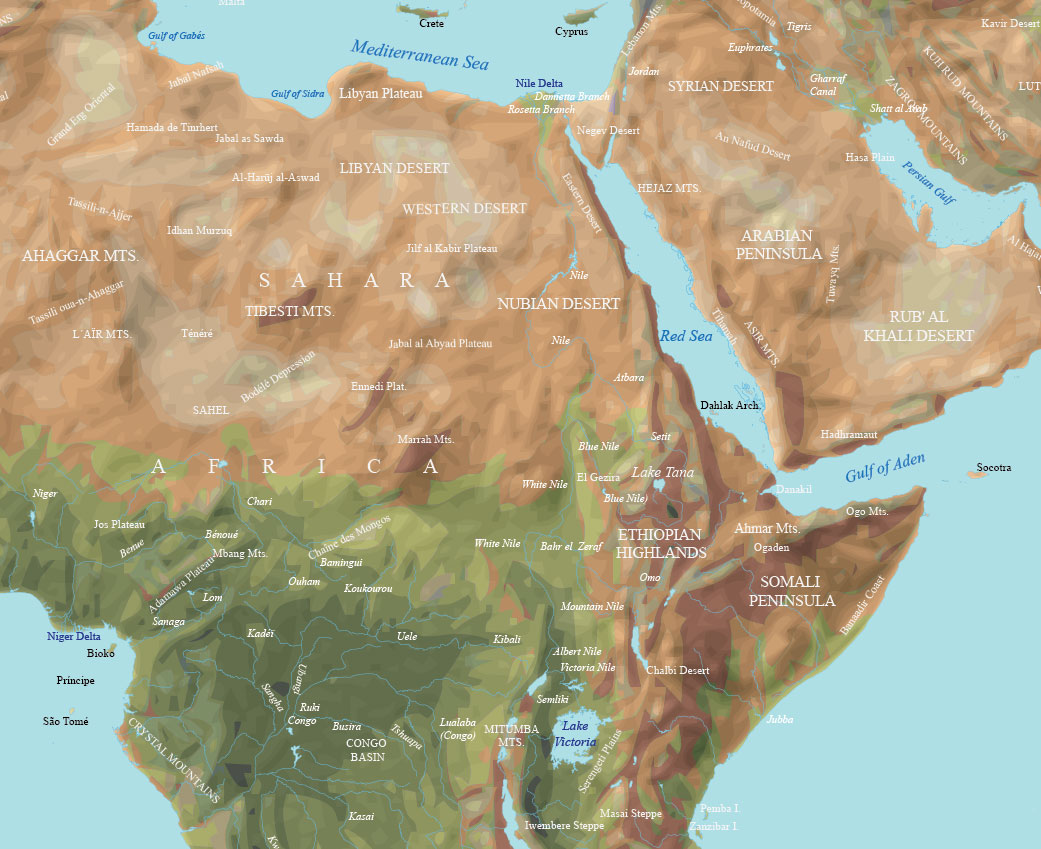 Malta
Crete
Cyprus
Lebanon Mts.
Tigris
Kavir Desert
Gulf of Gabés
Mediterranean Sea
Euphrates
Jordan
SYRIAN DESERT
Gharraf
Canal
KUH RUD MOUNTAINS
ZAGROS MOUNTAINS
LUT
Jabal Nafsah
Gulf of Sidra
Libyan Plateau
Nile Delta
Damietta Branch
Rosetta Branch
Shatt al Arab
Grand Erg Oriental
Hamada de Tinrhert
Jabal as Sawda
Negev Desert
An Nafud Desert
Hasa Plain
Persian Gulf
Al-Harūj al-Aswad
LIBYAN DESERT
HEJAZ MTS.
Eastern Desert
Tassili-n-Ajjer
Idhan Murzuq
WESTERN DESERT
Jilf al Kabir Plateau
ARABIAN
PENINSULA
Al Hajar
AHAGGAR MTS.
SAHARA
Nile
Tuwayq Mts.
Tassili oua-n-Ahaggar
TIBESTI MTS.
NUBIAN DESERT
RUB' AL
KHALI DESERT
L'AÏR MTS.
Ténéré
Jabal al Abyad Plateau
Nile
Red Sea
Tihamah
ASIR MTS.
Bodélé Depression
Ennedi Plat.
Atbara
SAHEL
Dahlak Arch.
Marrah Mts.
Setit
Hadhramaut
AFRICA
Blue Nile
Lake Tana
Gulf of Aden
Socotra
El Gezira
White Nile
Blue Nile)
Danakil
Niger
Chari
Ogo Mts.
Jos Plateau
Bénoué
Chaîne des Mongos
Ahmar Mts.
ETHIOPIAN
HIGHLANDS
Benue
Mbang Mts.
White Nile
Bahr el Zeraf
Ogaden
Bamingui
Adamawa Plateau
Ouham
Koukourou
Omo
SOMALI
PENINSULA
Lom
Mountain Nile
Banaadir Coast
Sanaga
Niger Delta
Kadéï
Uele
Kibali
Bioko
Albert Nile
Victoria Nile
Chalbi Desert
Príncipe
Ubangi
Sangha
Semliki
São Tomé
Ruki
Congo
Busira
Tshuapa
Lualaba
(Congo)
MITUMBA
MTS.
Lake
Victoria
Jubba
CRYSTAL MOUNTAINS
CONGO
BASIN
Serengeti Plains
Kasai
Iwembere Steppe
Masai Steppe
Pemba I.
Zanzibar I.